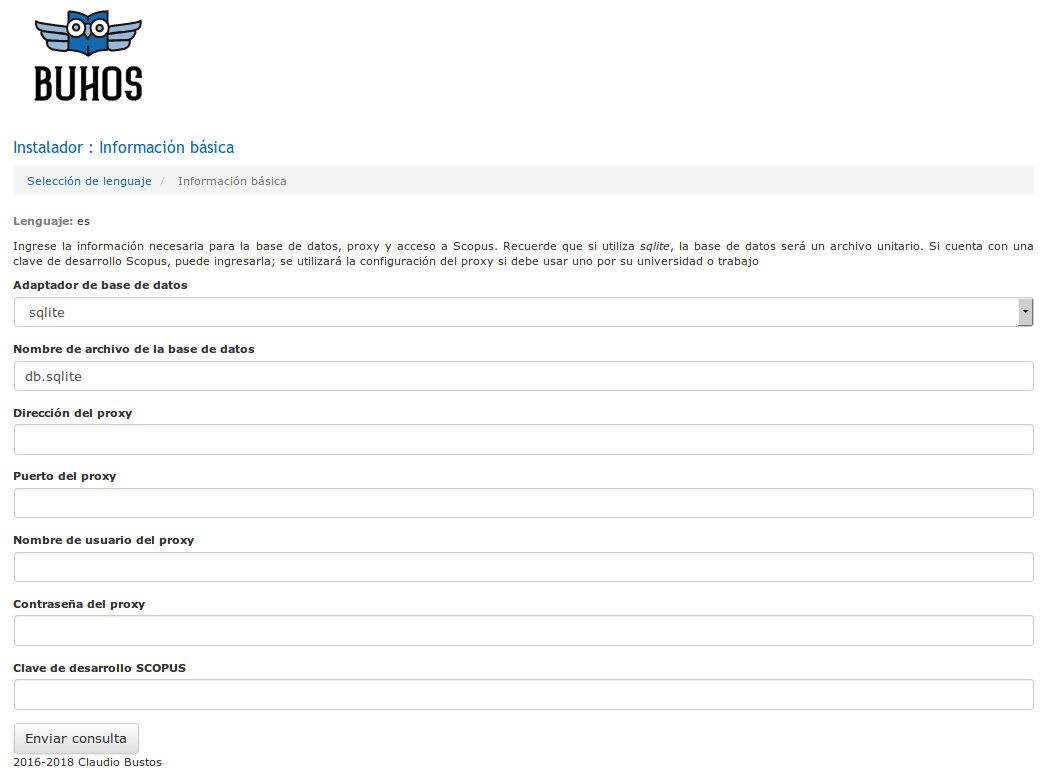 BUHOS
Instalador : Información básica
Selección de lenguaje / Información básica
Lenguaje: es
Ingrese la información necesaria para la base de datos, proxy y acceso a Scopus. Recuerde que si utiliza sqlite, la base de datos será un archivo unitario. Si cuenta con una
clave de desarrollo Scopus, puede ingresarla; se utilizará la configuración del proxy si debe usar uno por su universidad o trabajo
Adaptador de base de datos
sqlite
Nombre de archivo de la base de datos
db.sqlite
Dirección del proxy
Puerto del proxy
Nombre de usuario del proxy
Contraseña del proxy
Clave de desarrollo SCOPUS
Enviar consulta
2016-2018 Claudio Bustos